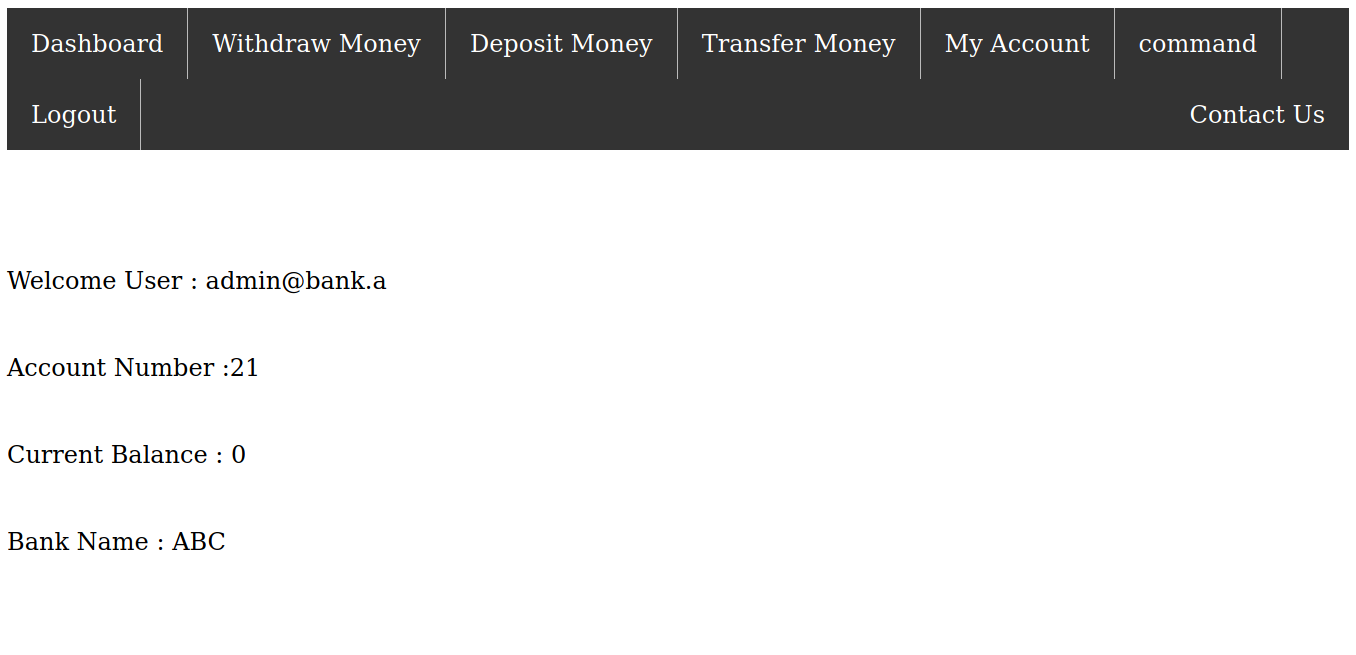 Dashboard Withdraw Money Deposit Money Transfer Money My Account command
Logout Contact Us
Welcome User : admin@bank.a
Account Number :21
Current Balance : 0
Bank Name : ABC